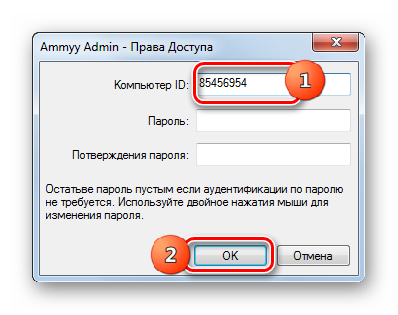 Ammyy Admin - Права Доступа
Компьютер ID: 85456954
1
Пароль:
Потверждения пароля:
Остатьве пароль пустым если аудентификации по паролю
не требуется. Используйте двойное нажатия мыши для
изменения пароля.
2
OK
Отмена